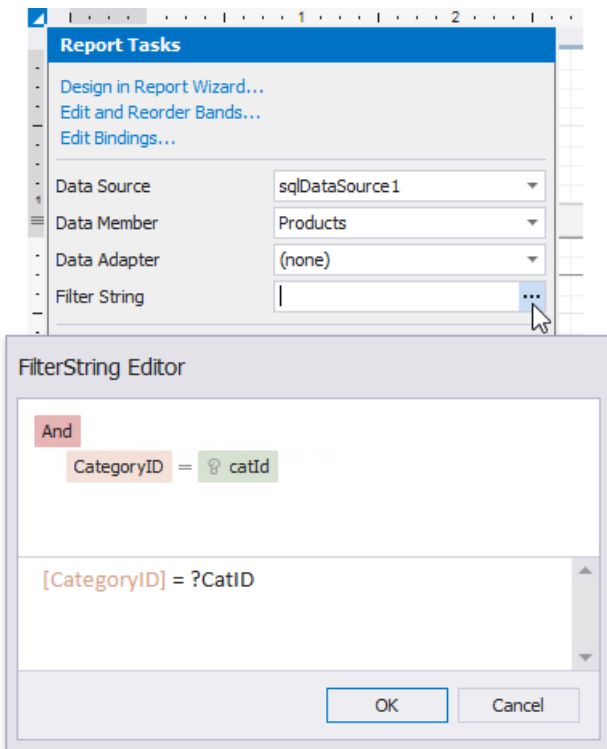 1 2
Report Tasks
Design in Report Wizard...
Edit and Reorder Bands...
Edit Bindings...
1
Data Source sqlDataSource1
Data Member Products
Data Adapter (none)
Filter String ...
FilterString Editor
And
CategoryID = ? catId
[CategoryID] = ?CatID
OK Cancel